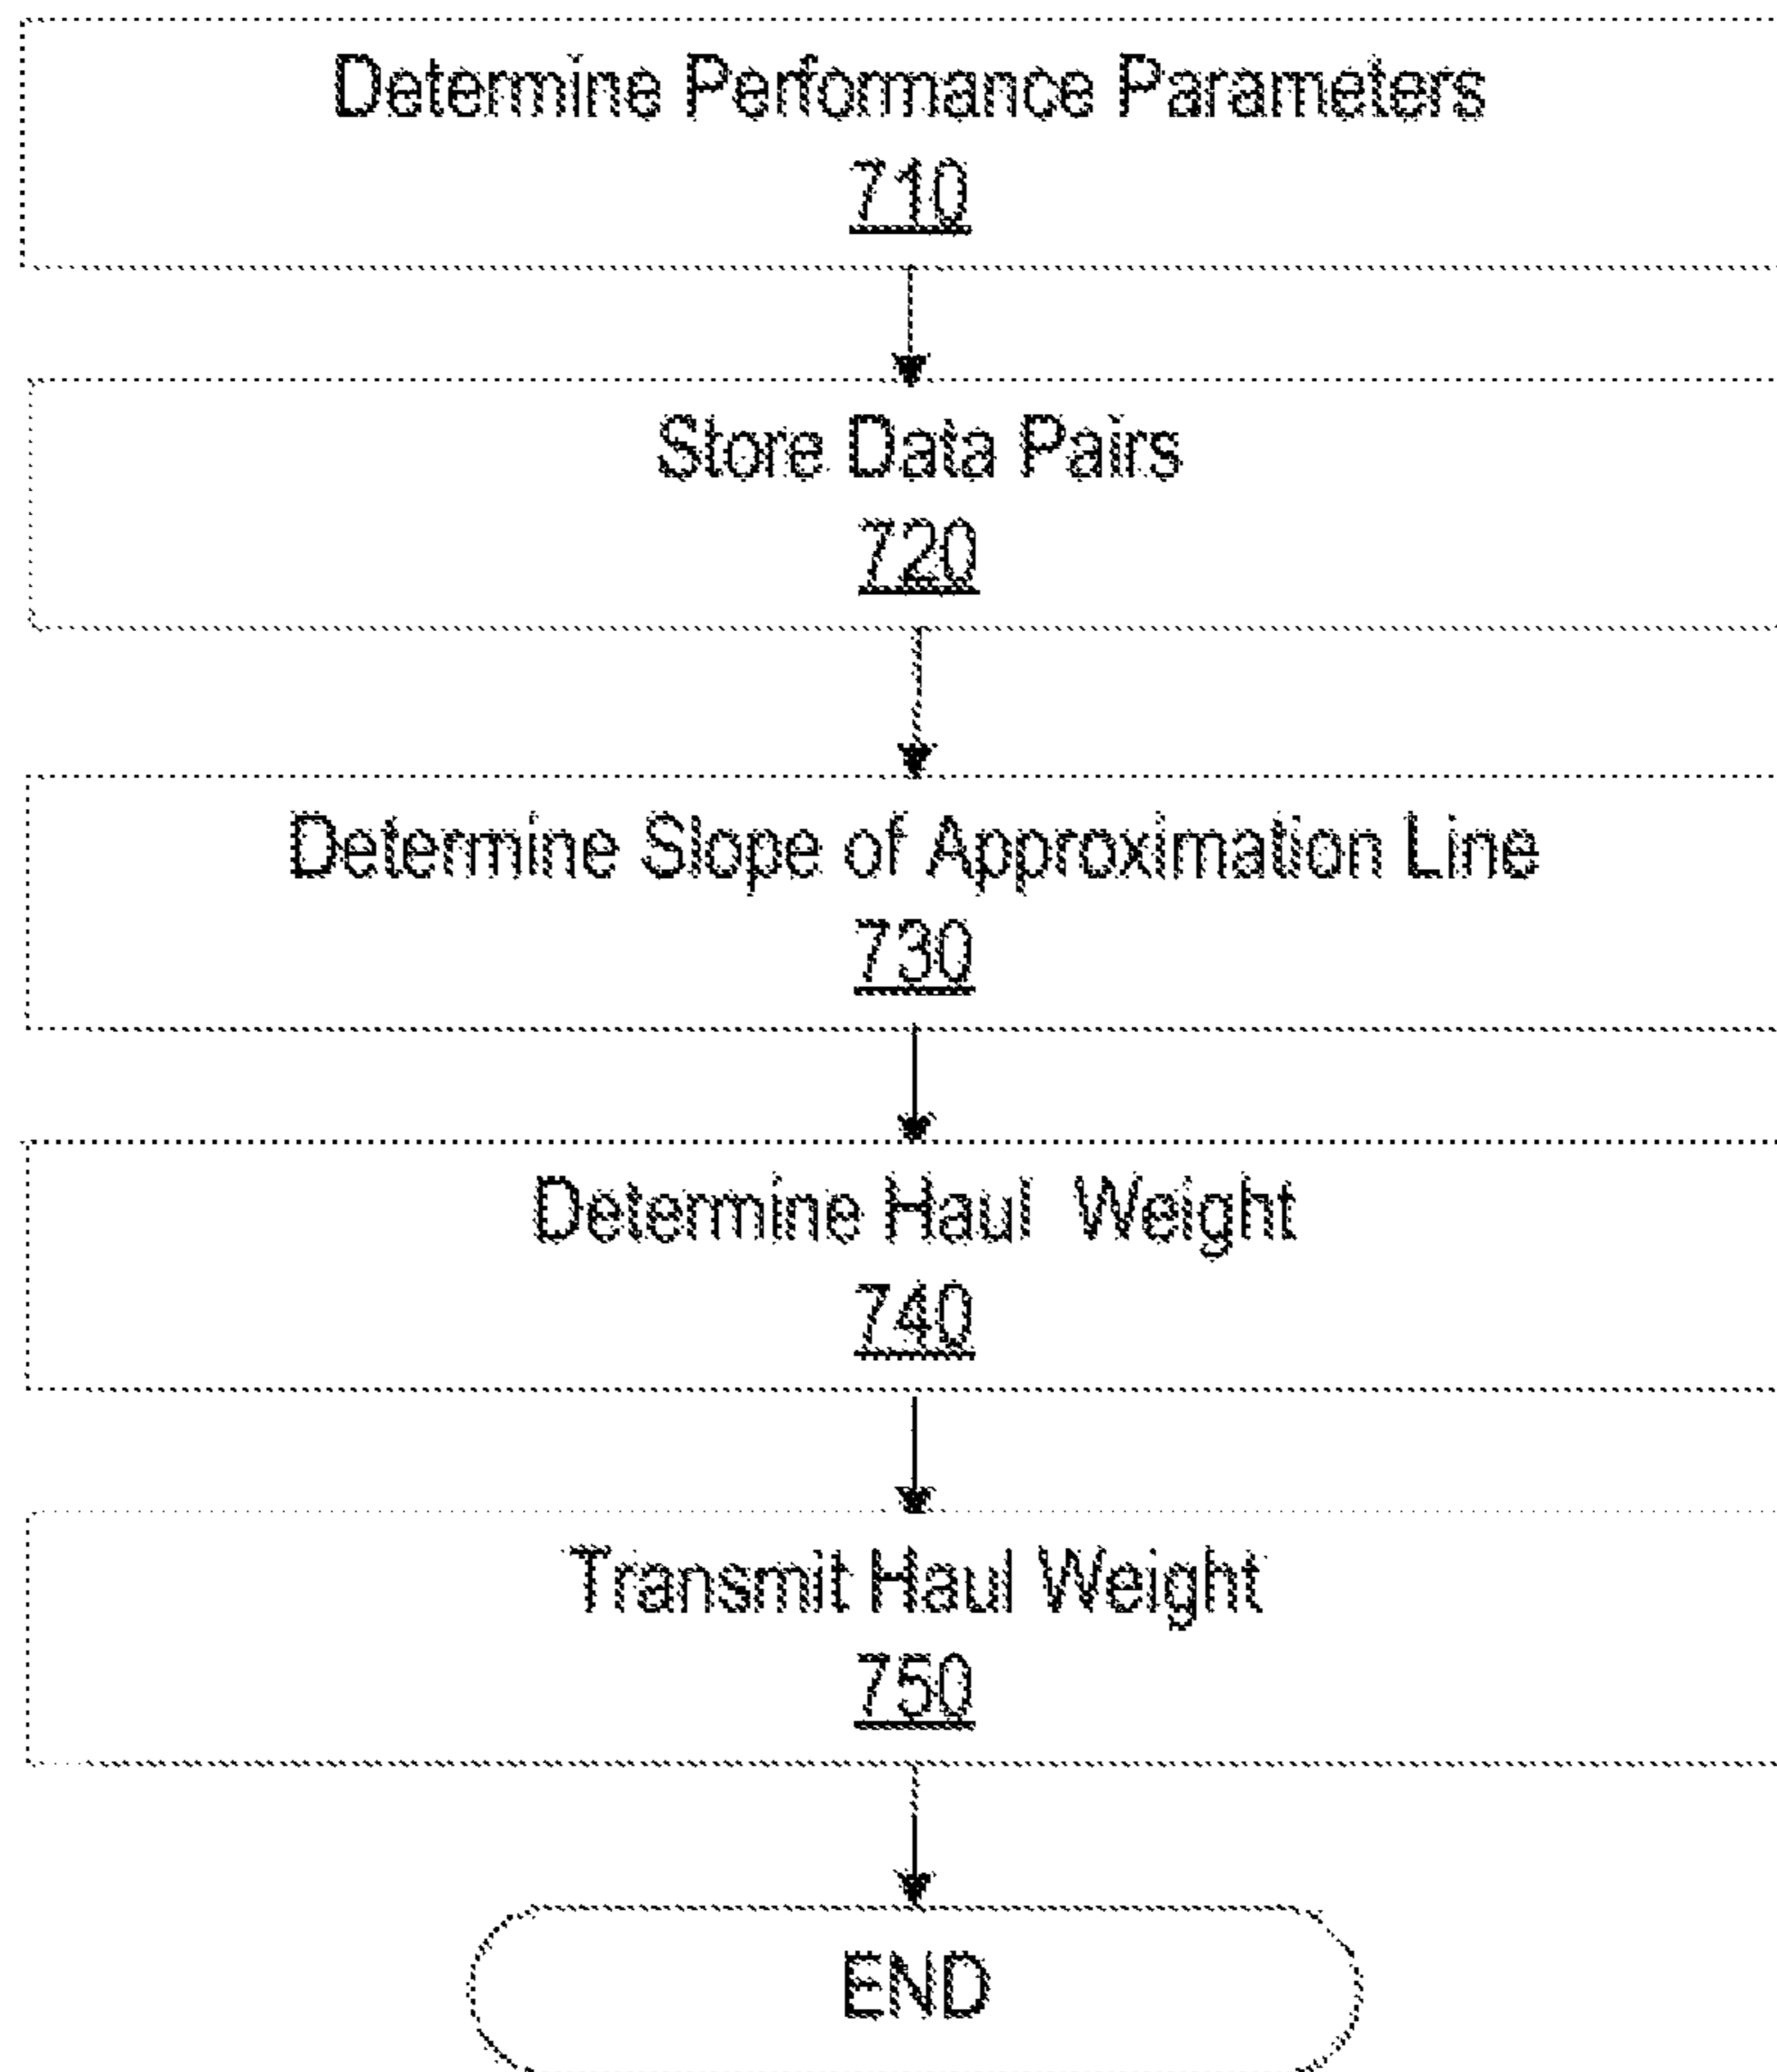 Determine Performance Parameters
710
Store Data Pairs
720
Determine Slope of Approximation Line
730
Determine Haul Weight
740
Transmit Haul Weight
750
END